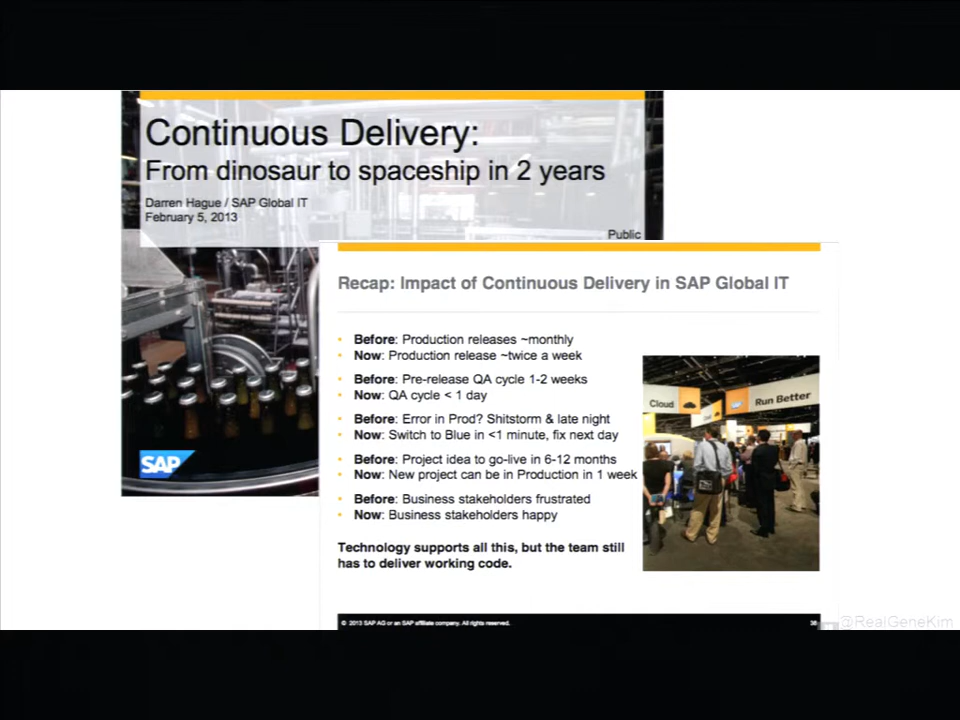 Continuous Delivery:
From dinosaur to spaceship in 2 years
Darren Hague / SAP Global IT
February 5, 2013
Public
SAP
Recap: Impact of Continuous Delivery in SAP Global IT
• Before: Production releases ~monthly
• Now: Production release ~twice a week
• Before: Pre-release QA cycle 1-2 weeks
• Now: QA cycle < 1 day
• Before: Error in Prod? Shitstorm & late night
• Now: Switch to Blue in <1 minute, fix next day
• Before: Project idea to go-live in 6-12 months
• Now: New project can be in Production in 1 week
• Before: Business stakeholders frustrated
• Now: Business stakeholders happy
Technology supports all this, but the team still
has to deliver working code.
Cloud
Run Better
© 2013 SAP AG or an SAP affiliate company. All rights reserved.
@RealGeneKim